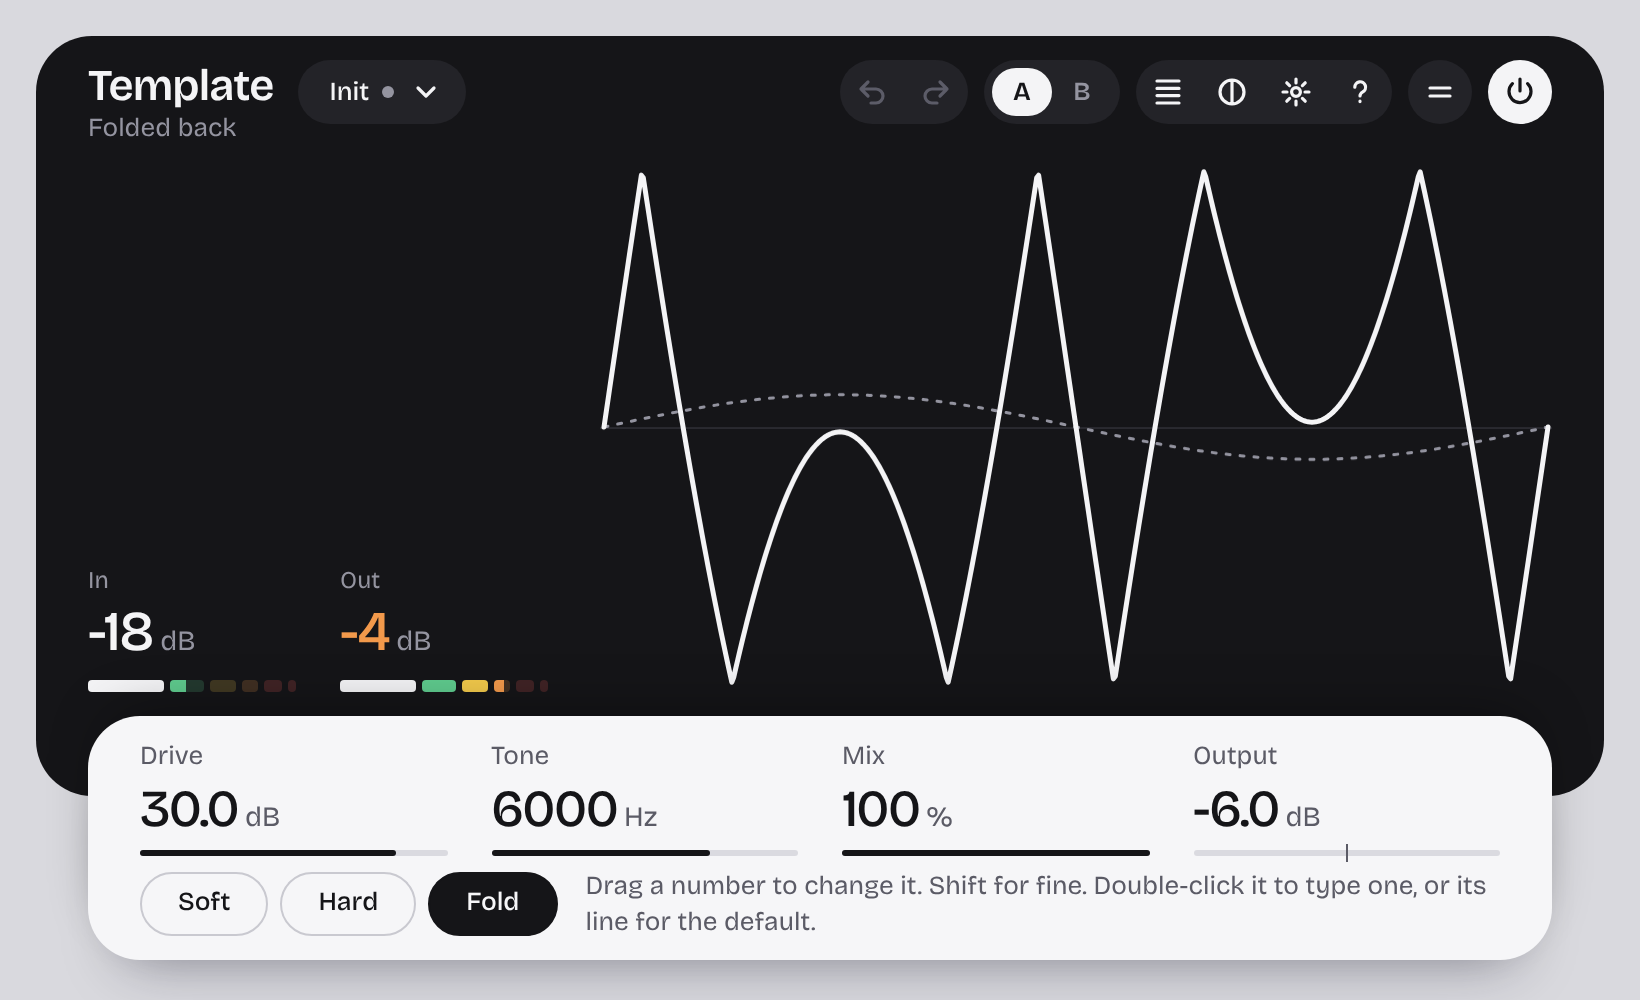 Template
Init
A
B
?
Folded back
In
Out
-18 dB
-4 dB
Drive
Tone
Mix
Output
30.0 dB
6000 Hz
100 %
-6.0 dB
Soft
Hard
Fold
Drag a number to change it. Shift for fine. Double-click it to type one, or its
line for the default.